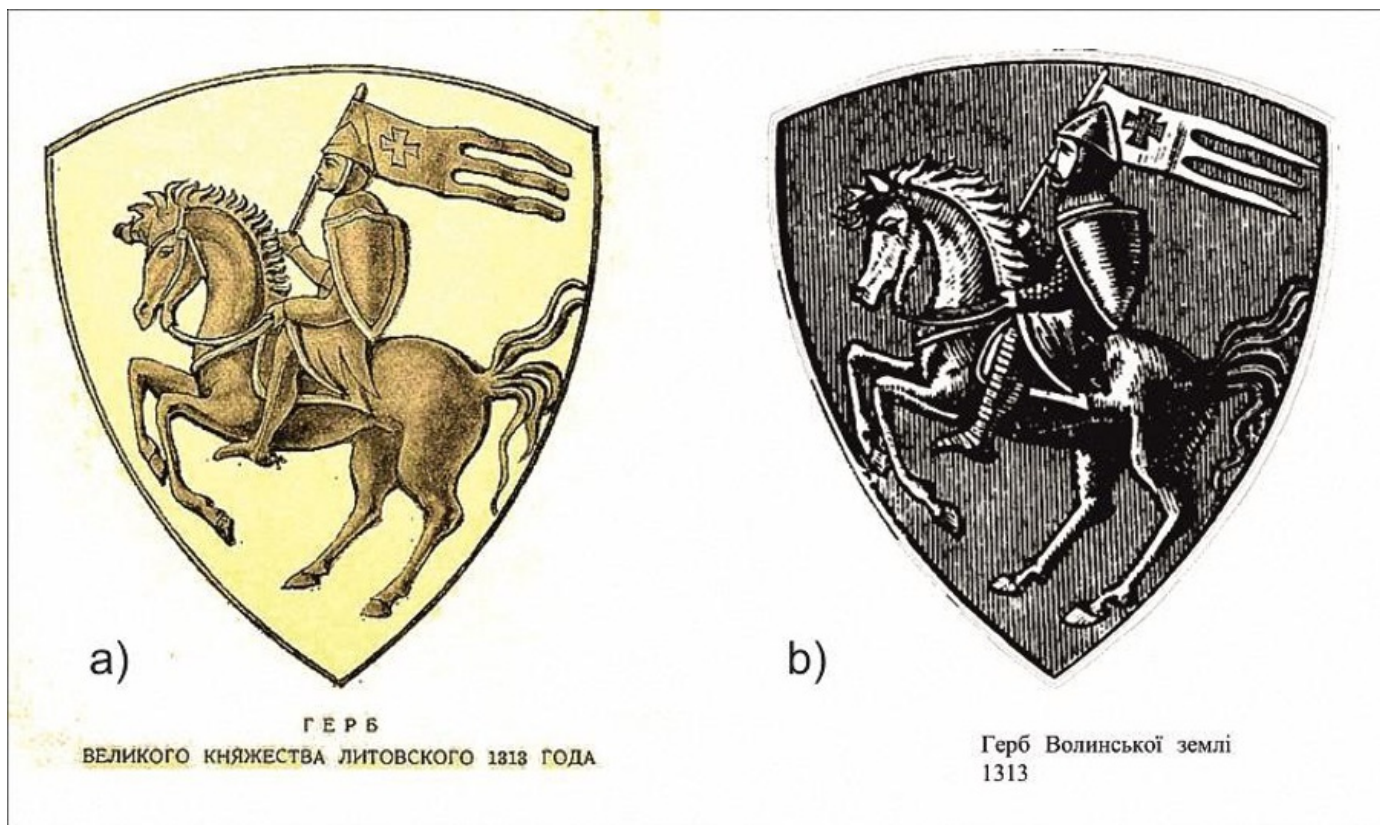 a)
ГЕРБ
ВЕЛИКОГО КНЯЖЕСТВА ЛИТОВСКОГО 1313 ГОДА
b)
Герб Волинської землі
1313